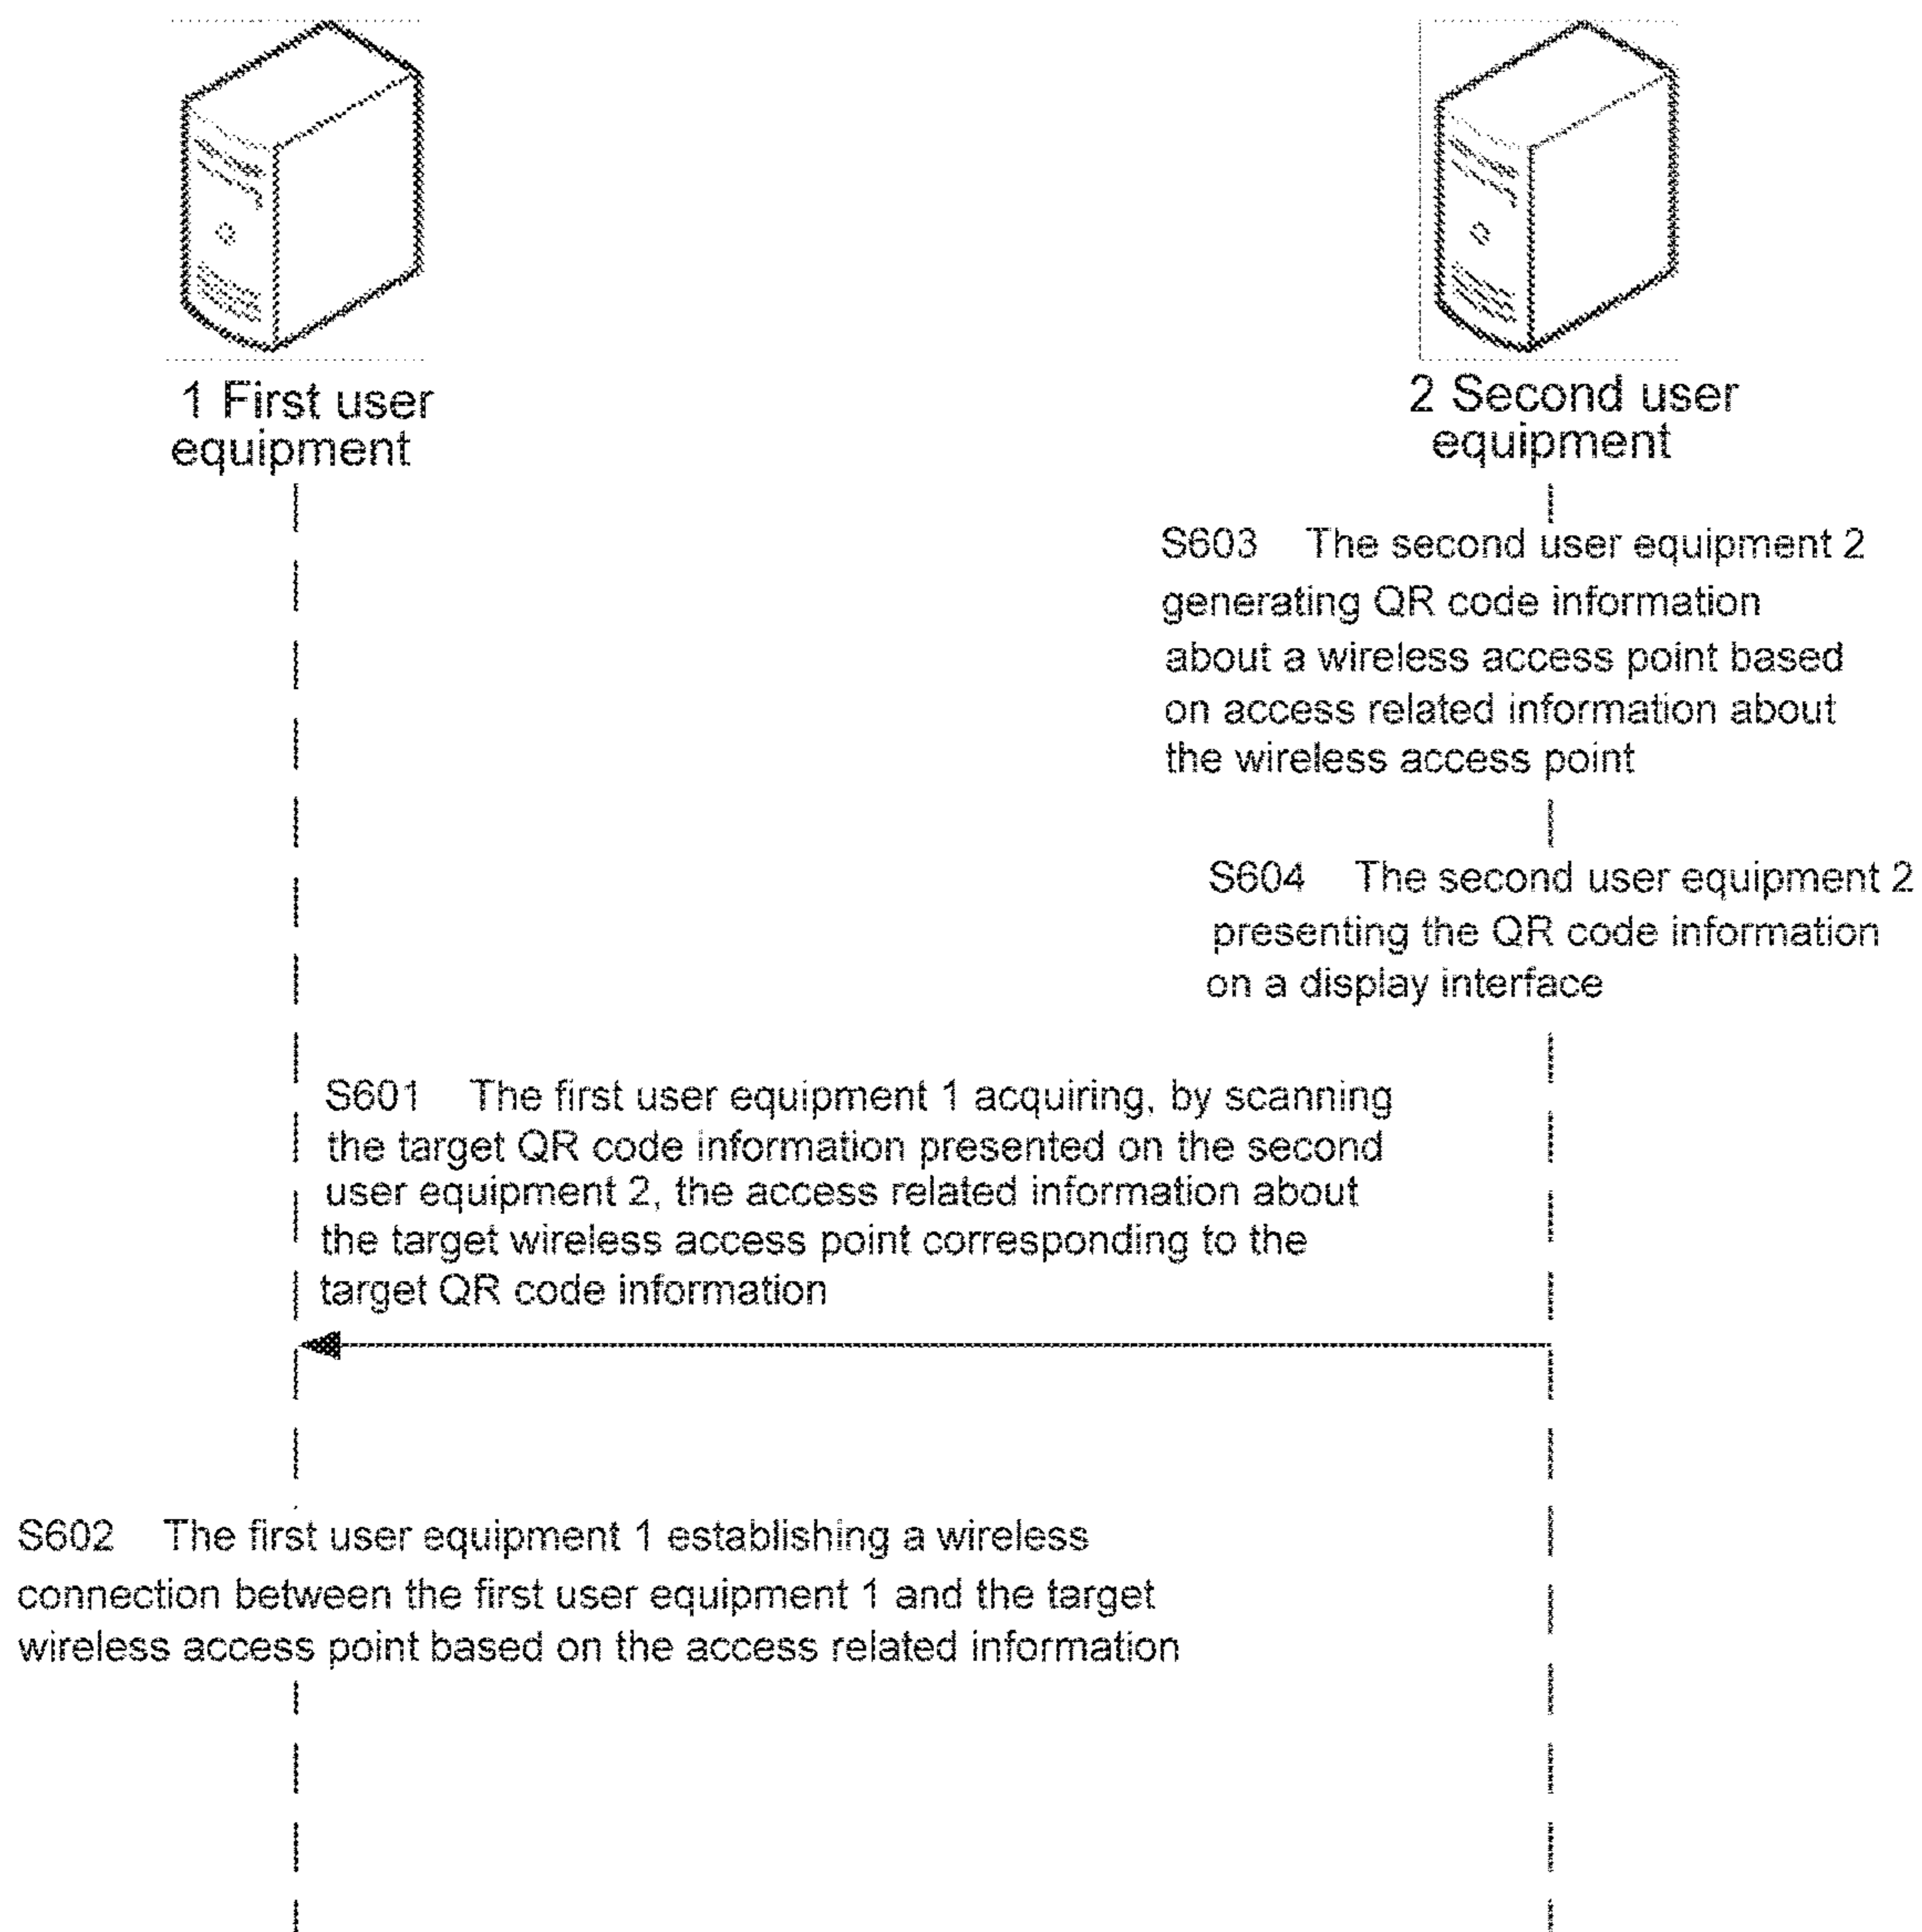 1 First user
equipment
2 Second user
equipment
S603 The second user equipment 2
generating QR code information
about a wireless access point based
on access related information about
the wireless access point
S604 The second user equipment 2
presenting the QR code information
on a display interface
S601 The first user equipment 1 acquiring, by scanning
the target QR code information presented on the second
user equipment 2, the access related information about
the target wireless access point corresponding to the
target QR code information
S602 The first user equipment 1 establishing a wireless
connection between the first user equipment 1 and the target
wireless access point based on the access related information